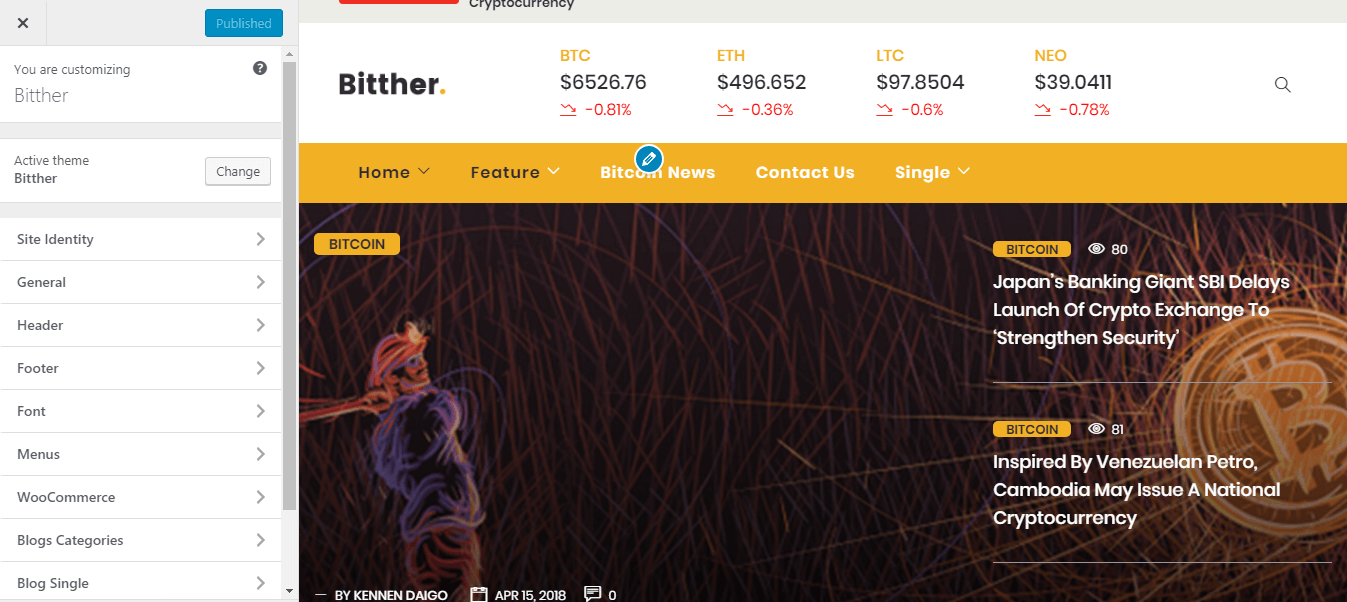 Published
You are customizing
Bitther
Active theme
Bitther
Change
Site Identity
General
Header
Footer
Font
Menus
WooCommerce
Blogs Categories
Blog Single
Cryptocurrency
Bitther.
BTC
$6526.76
-0.81%
ETH
$496.652
-0.36%
LTC
$97.8504
-0.6%
NEO
$39.0411
-0.78%
Home Feature Bitcoin News Contact Us Single
BITCOIN
— BY KENNEN DAIGO APR 15, 2018 0
BITCOIN 80
Japan's Banking Giant SBI Delays
Launch Of Crypto Exchange To
‘Strengthen Security’
BITCOIN 81
Inspired By Venezuelan Petro,
Cambodia May Issue A National
Cryptocurrency